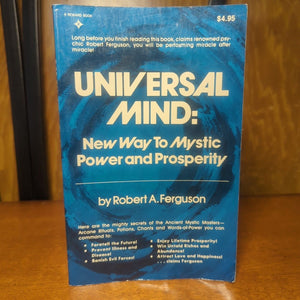 A REWARD BOOK
$4.95
Long before you finish reading this book, claims renowned psy-
chic Robert Ferguson, you will be performing miracle after
miracle!
UNIVERSAL
MIND:
New Way To Mystic
Power and Prosperity
by Robert A. Ferguson
Here are the mighty secrets of the Ancient Mystic Masters—
Arcane Rituals, Potions, Chants and Words-of-Power you can
command to:
• Foretell the Future!
• Prevent Illness and
Disease!
• Banish Evil Forces!
• Enjoy Lifetime Prosperity!
• Win Untold Riches and
Abundance!
• Attract Love and Happiness!
. . . claims Ferguson.